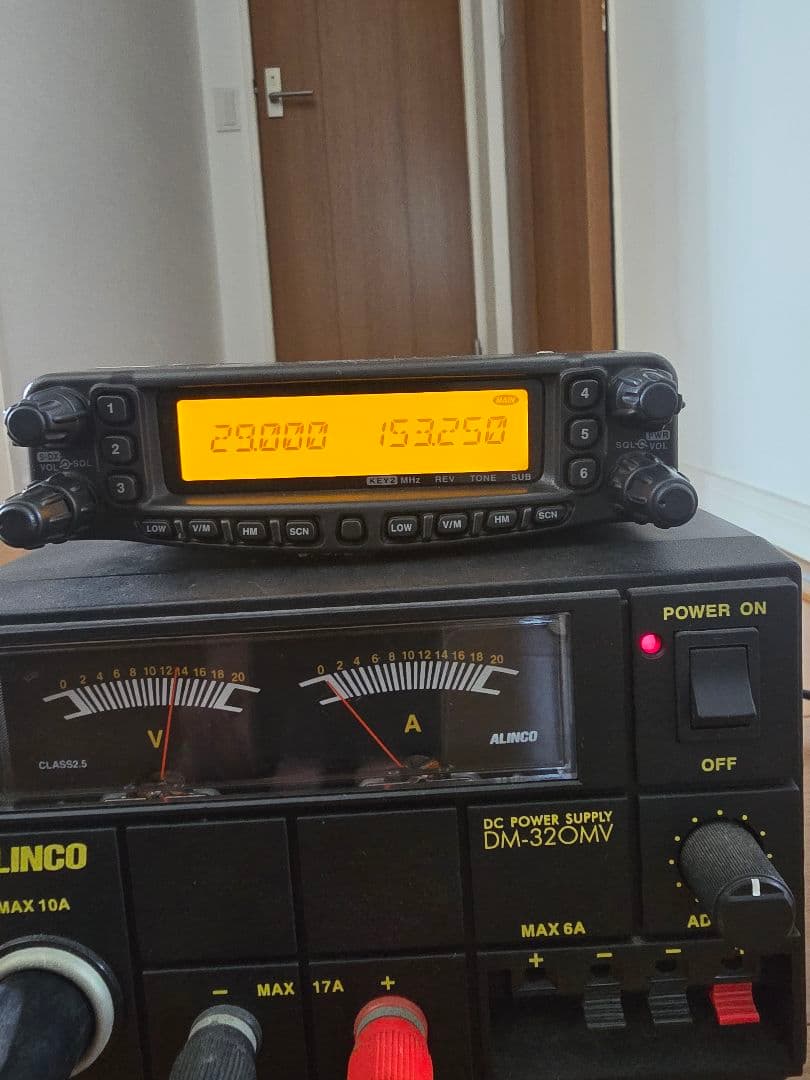 MAIN
29.000 153.250
1
2
3
4
5
6
S-DX
VOL SQL
PWR
SQL VOL
KEY2 MHz REV TONE SUB
LOW V/M HM SCN
LOW V/M HM SCN
POWER ON
OFF
0 2 4 6 8 10 12 14 16 18 20
V
CLASS2.5
0 2 4 6 8 10 12 14 16 18 20
A
ALINCO
DC POWER SUPPLY
DM-320MV
LINCO
MAX 10A
MAX 6A
AD
+ − −
− MAX 17A +